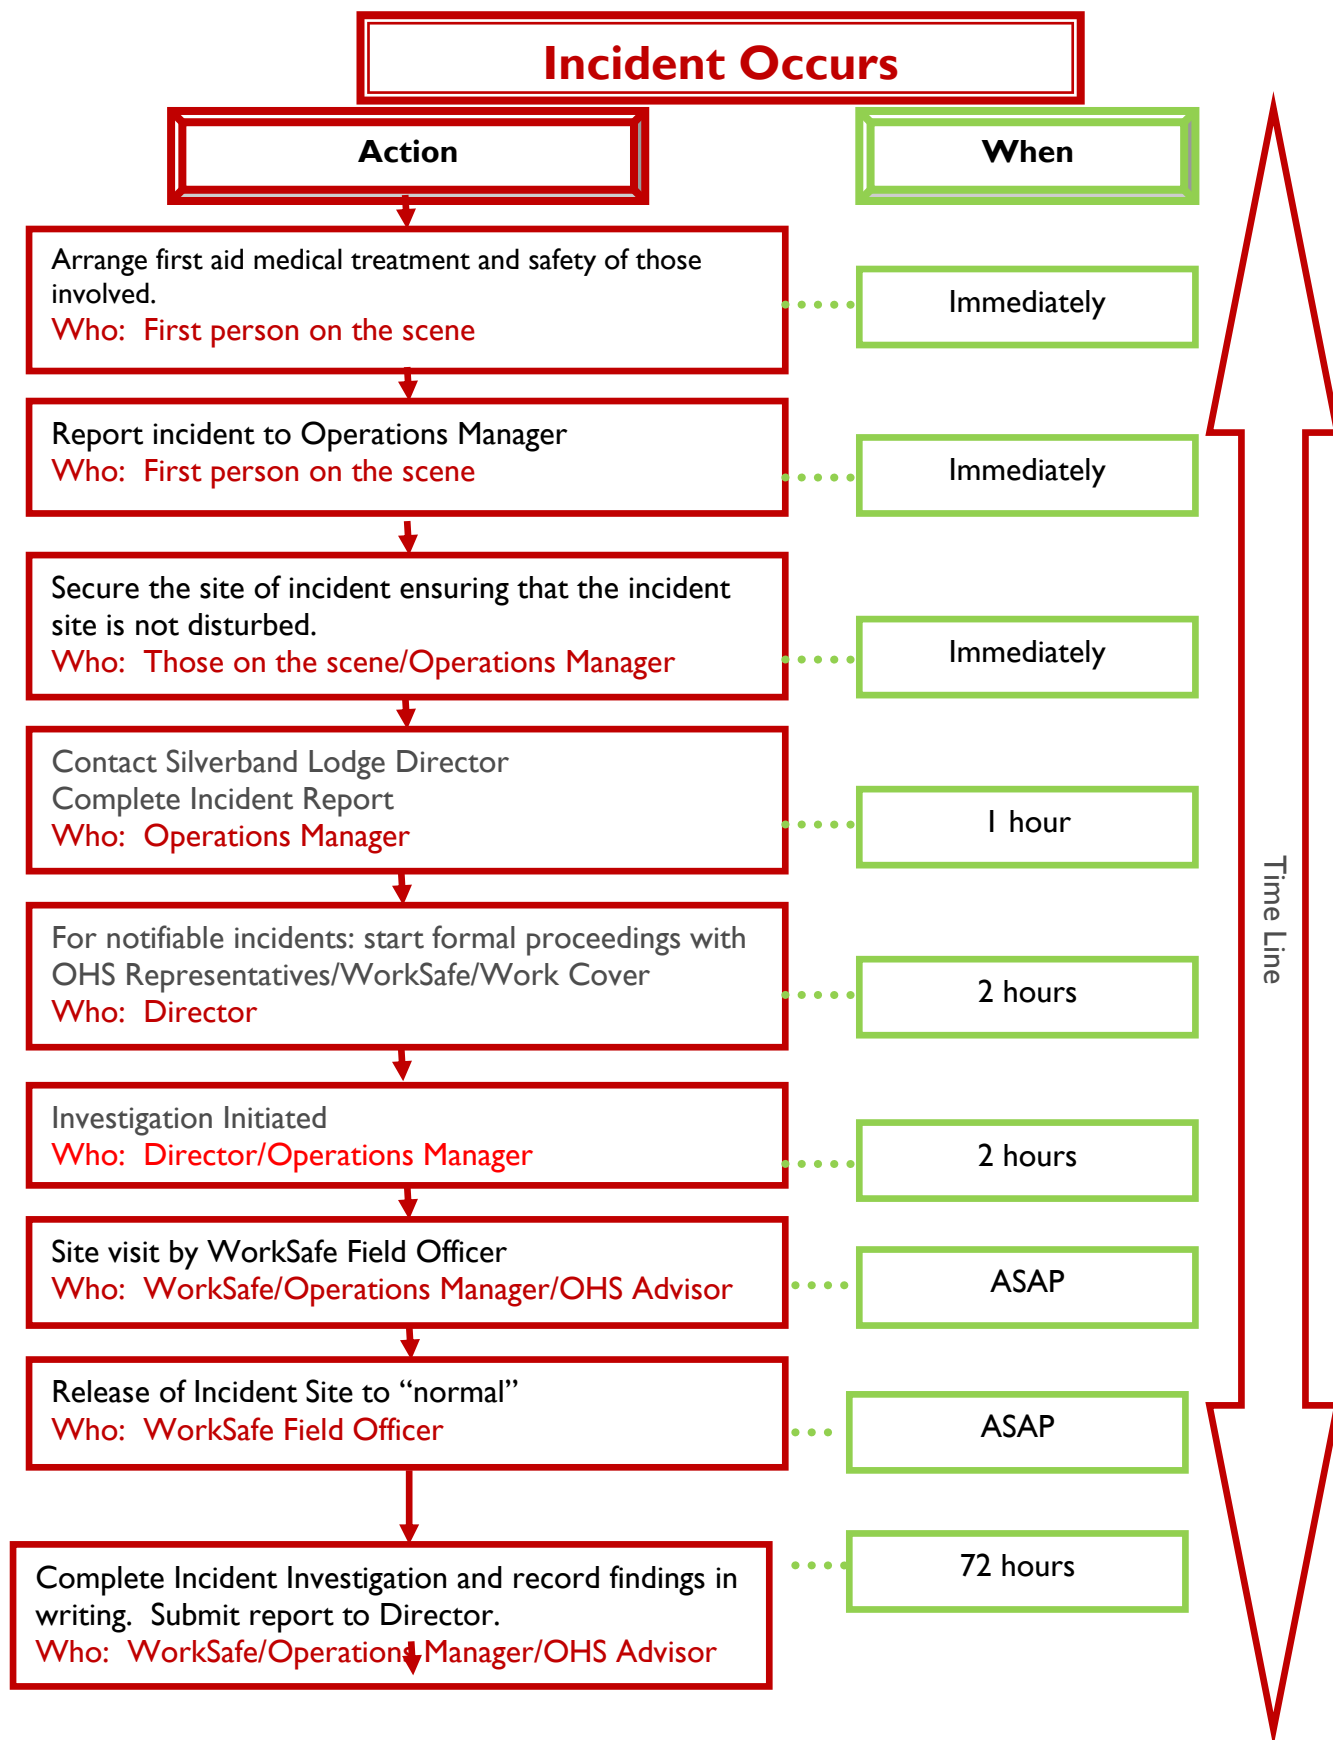 Incident Occurs
Action
When
Arrange first aid medical treatment and safety of those
involved.
Who: First person on the scene
Immediately
Report incident to Operations Manager
Who: First person on the scene
Immediately
Secure the site of incident ensuring that the incident
site is not disturbed.
Who: Those on the scene/Operations Manager
Immediately
Contact Silverband Lodge Director
Complete Incident Report
Who: Operations Manager
1 hour
For notifiable incidents: start formal proceedings with
OHS Representatives/WorkSafe/Work Cover
Who: Director
2 hours
Investigation Initiated
Who: Director/Operations Manager
2 hours
Site visit by WorkSafe Field Officer
Who: WorkSafe/Operations Manager/OHS Advisor
ASAP
Release of Incident Site to “normal”
Who: WorkSafe Field Officer
ASAP
Complete Incident Investigation and record findings in
writing. Submit report to Director.
Who: WorkSafe/Operations Manager/OHS Advisor
72 hours
Time Line